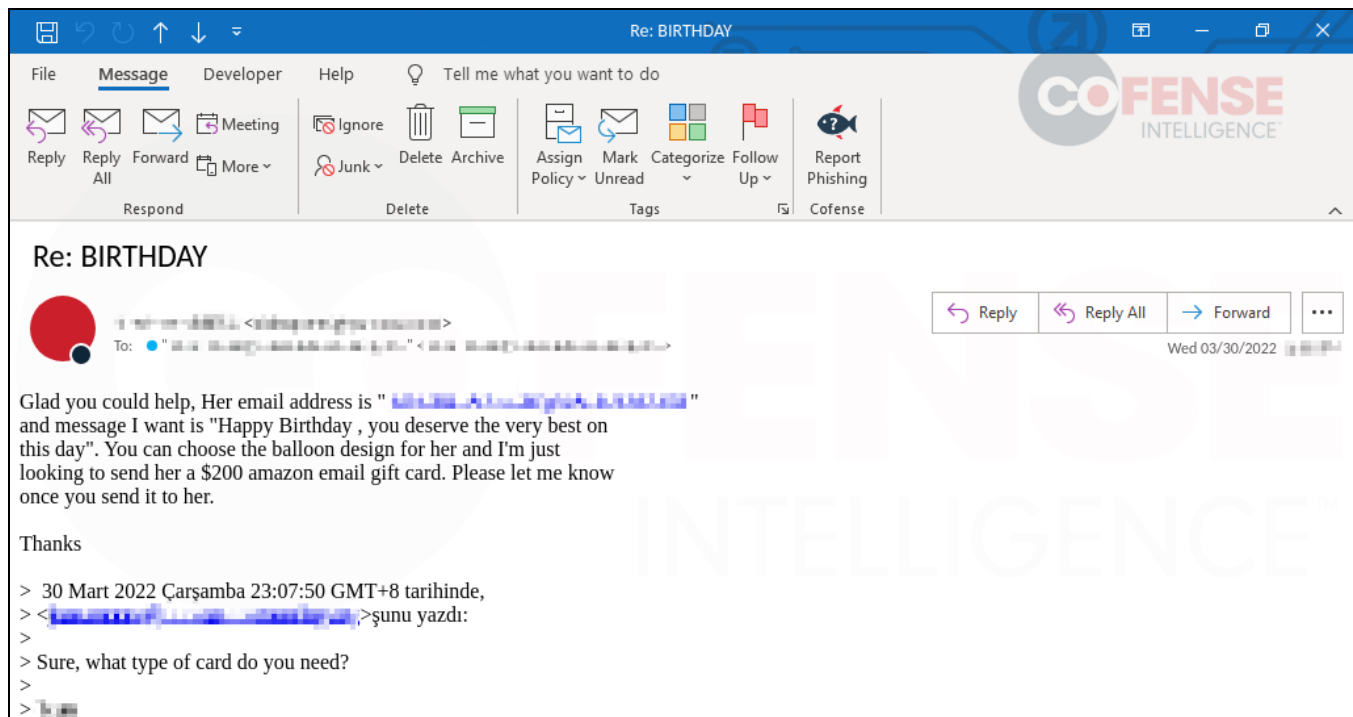 Re: BIRTHDAY
File Message Developer Help Tell me what you want to do
COFENSE
INTELLIGENCE
Reply
Reply All
Forward
Meeting
More
Ignore
Junk
Delete
Archive
Assign Policy
Mark Unread
Categorize
Follow Up
Report Phishing
Respond
Delete
Tags
Cofense
Re: BIRTHDAY
Reply Reply All Forward
To:
Wed 03/30/2022
Glad you could help, Her email address is " "
and message I want is "Happy Birthday , you deserve the very best on
this day". You can choose the balloon design for her and I'm just
looking to send her a $200 amazon email gift card. Please let me know
once you send it to her.
Thanks
> 30 Mart 2022 Çarşamba 23:07:50 GMT+8 tarihinde,
> < >şunu yazdı:
>
> Sure, what type of card do you need?
>
>
COFENSE
INTELLIGENCE™